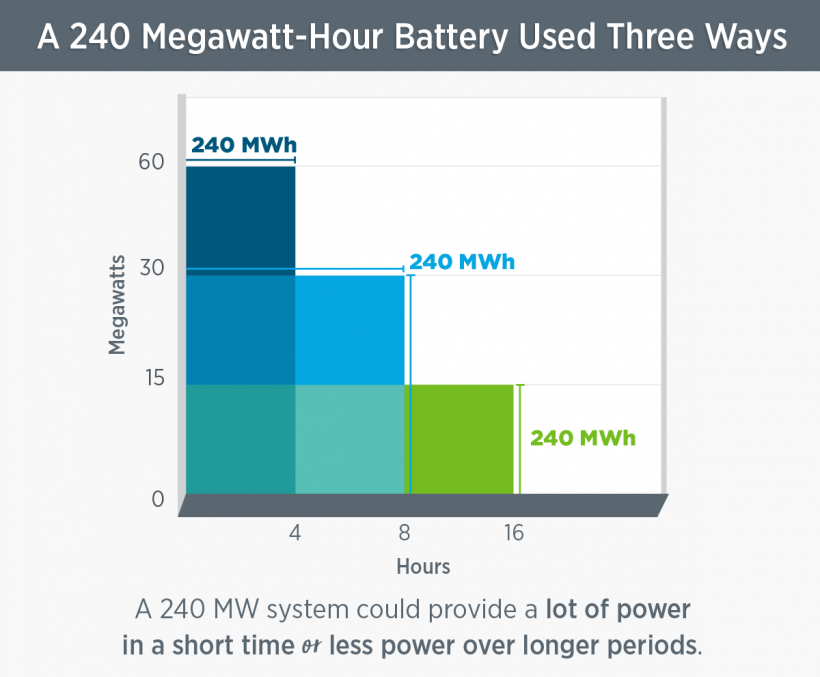 A 240 Megawatt-Hour Battery Used Three Ways
240 MWh
60
240 MWh
30
Megawatts
15
240 MWh
0
4 8 16
Hours
A 240 MW system could provide a lot of power
in a short time or less power over longer periods.